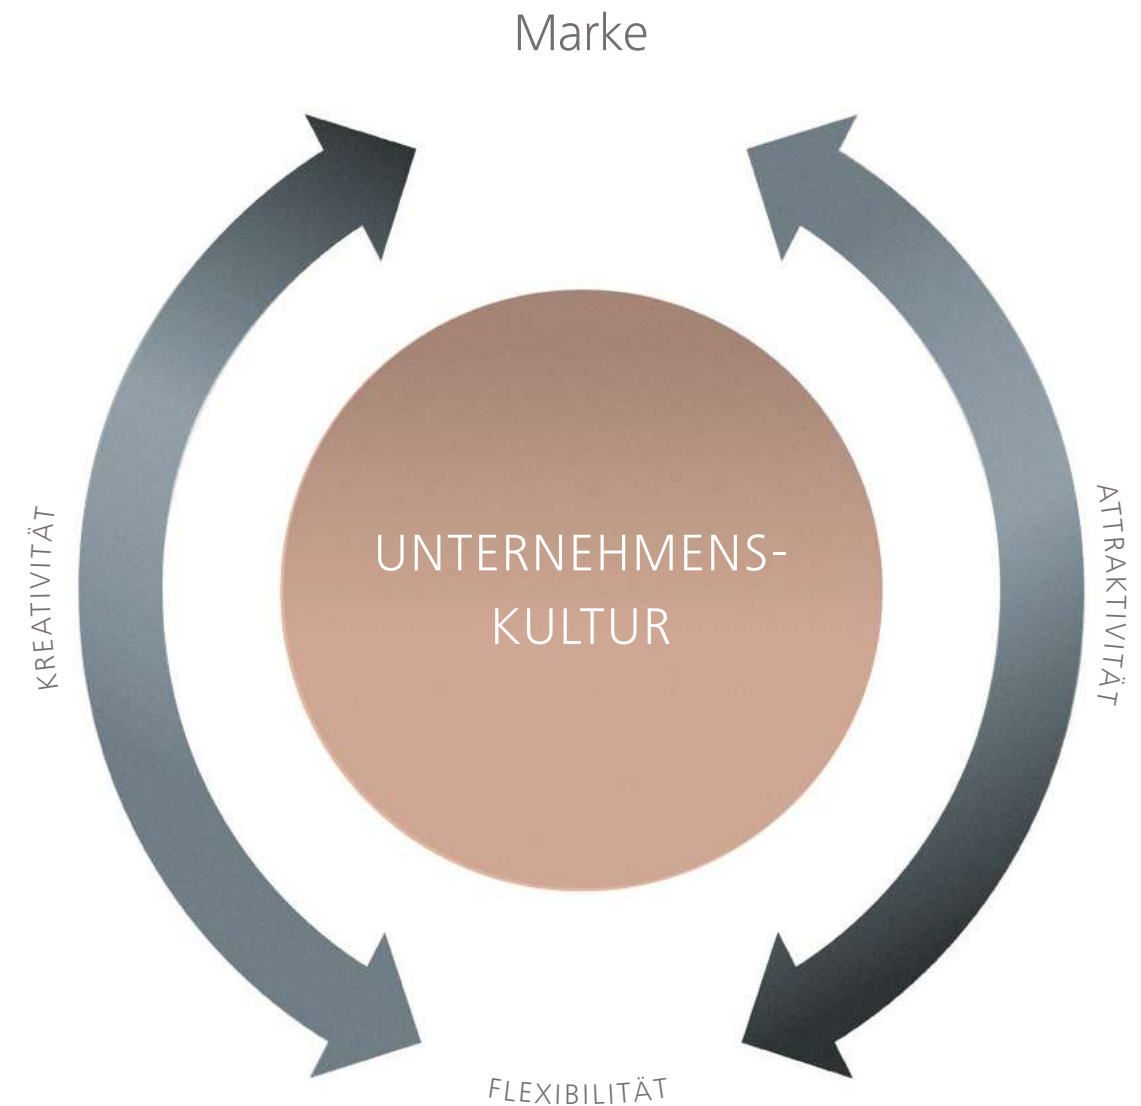 Marke
KREATIVITÄT
UNTERNEHMENS-
KULTUR
ATTRAKTIVITÄT
FLEXIBILITÄT